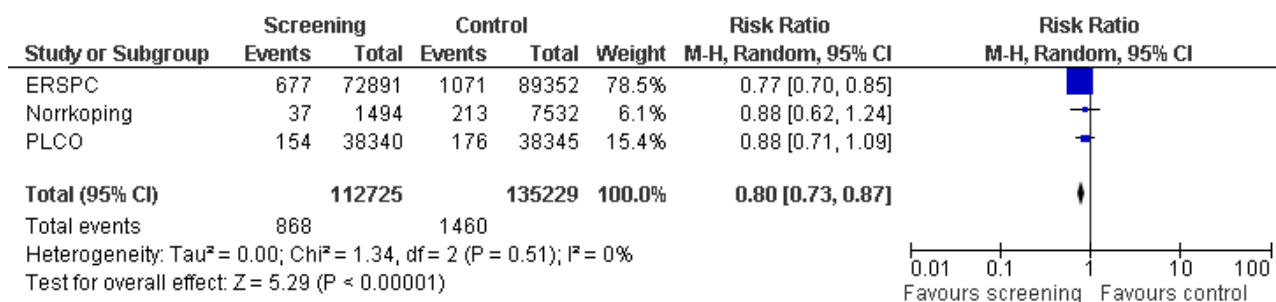 Screening Control Risk Ratio Risk Ratio
Study or Subgroup Events Total Events Total Weight M-H, Random, 95% CI M-H, Random, 95% CI
ERSPC 677 72891 1071 89352 78.5% 0.77 [0.70, 0.85]
Norrkoping 37 1494 213 7532 6.1% 0.88 [0.62, 1.24]
PLCO 154 38340 176 38345 15.4% 0.88 [0.71, 1.09]
Total (95% CI) 112725 135229 100.0% 0.80 [0.73, 0.87]
Total events 868 1460
Heterogeneity: Tau² = 0.00; Chi² = 1.34, df = 2 (P = 0.51); I² = 0%
Test for overall effect: Z = 5.29 (P < 0.00001)
0.01 0.1 1 10 100
Favours screening Favours control